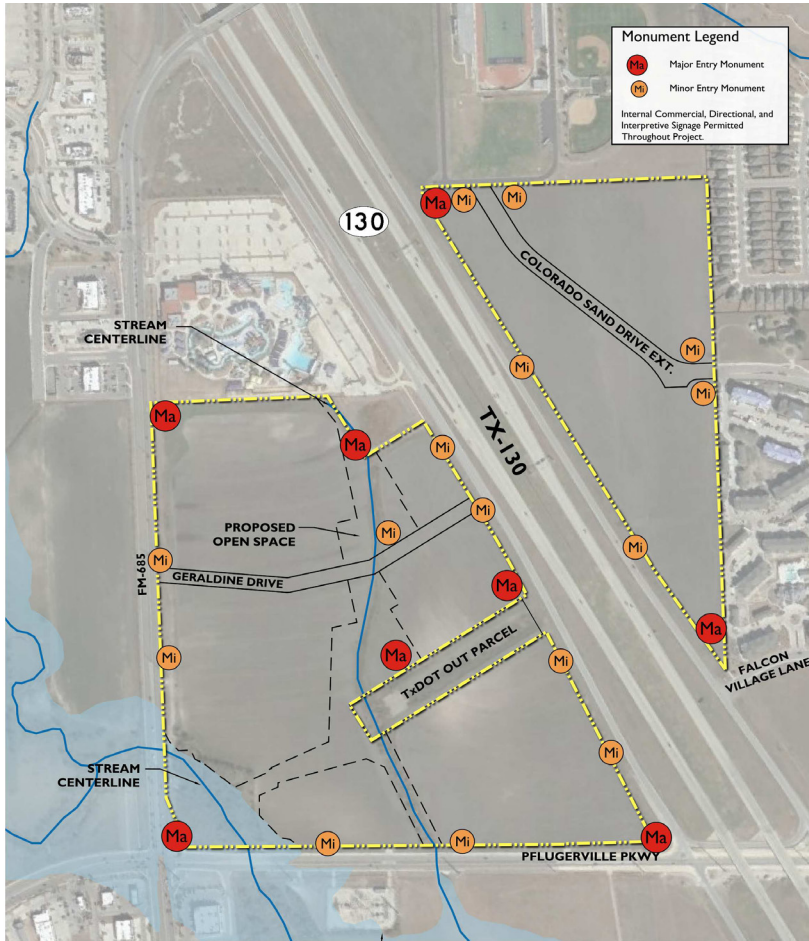 Monument Legend
Ma Major Entry Monument
Mi Minor Entry Monument
Internal Commercial, Directional, and
Interpretive Signage Permitted
Throughout Project.
130
Ma
Mi
Mi
COLORADO SAND DRIVE EXT.
STREAM
CENTERLINE
Mi
Mi
Mi
Ma
TX-130
Ma
Mi
Mi
PROPOSED
OPEN SPACE
Mi
Mi
Mi
FM-685
GERALDINE DRIVE
Ma
Ma
Ma
Mi
TxDOT OUT PARCEL
Mi
FALCON
VILLAGE LANE
Mi
STREAM
CENTERLINE
Ma
Mi
Mi
Ma
PFLUGERVILLE PKWY